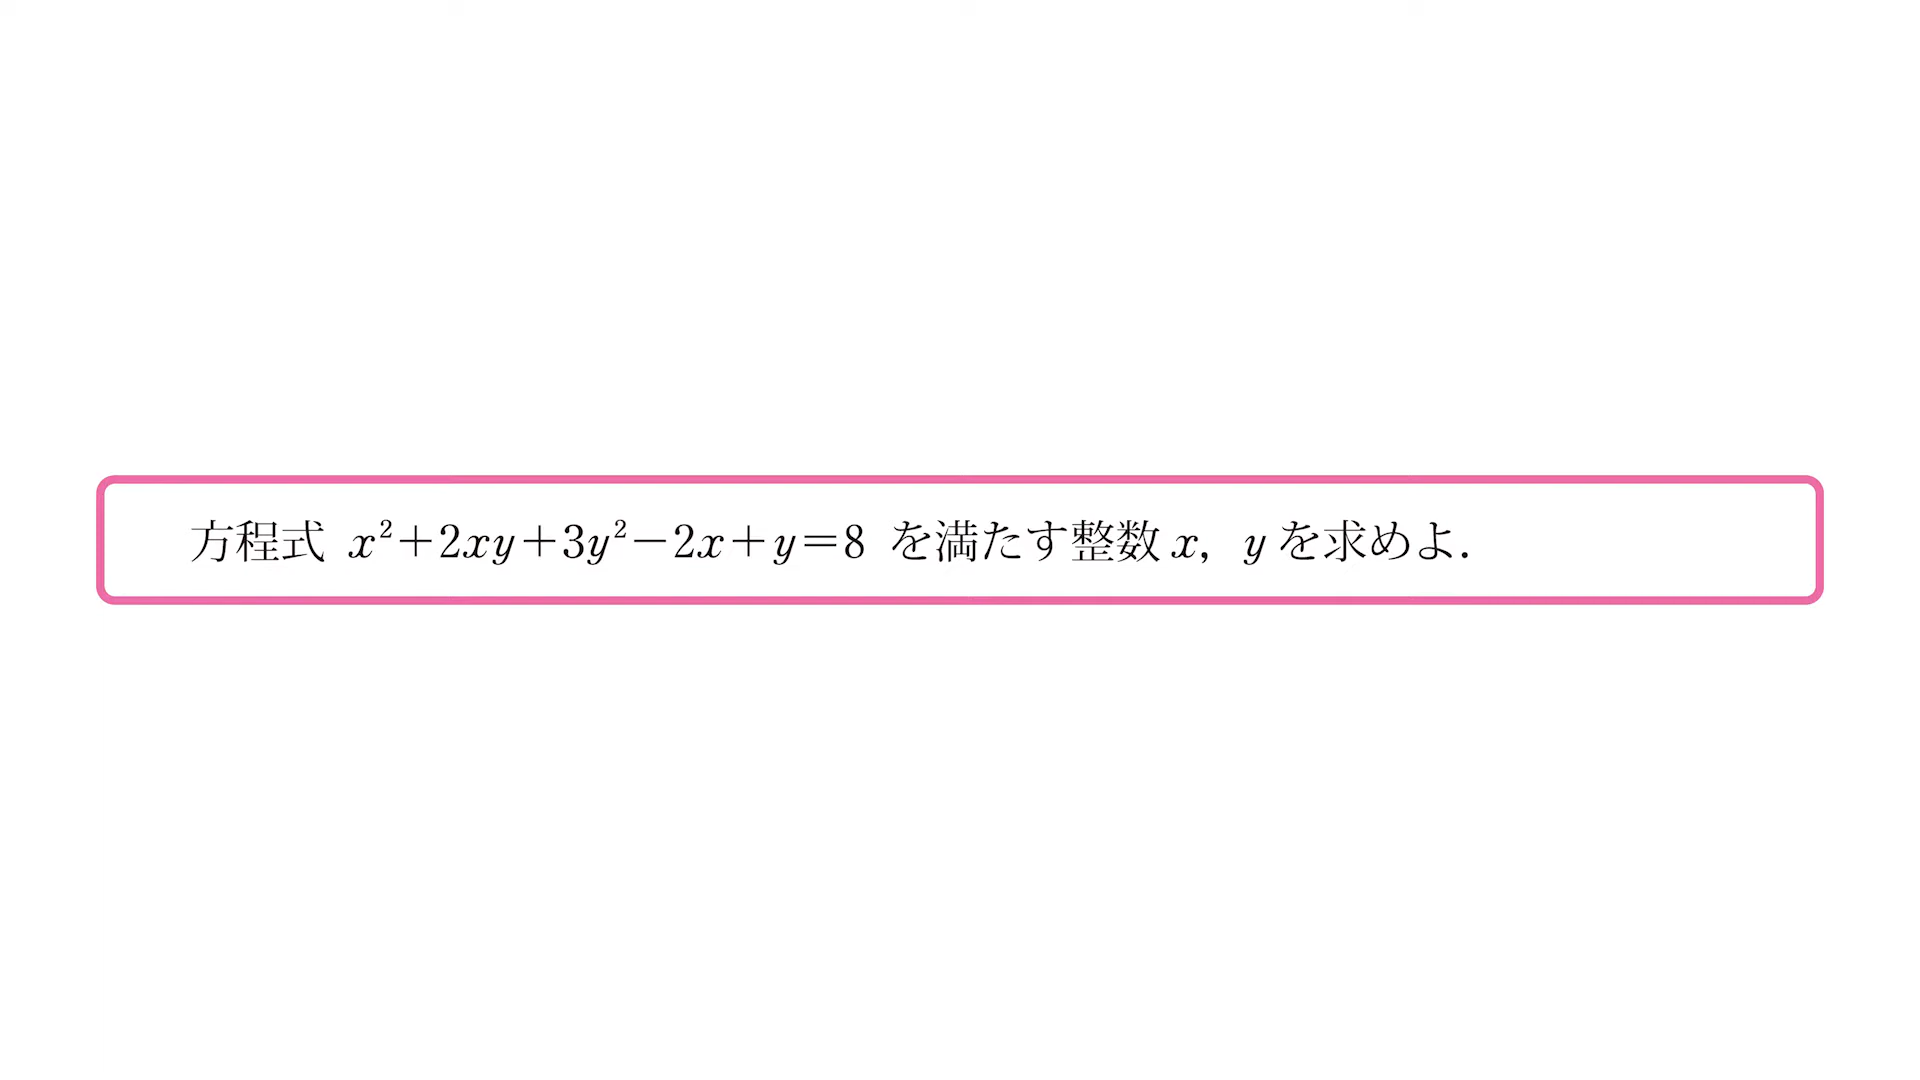 方程式 x²+2xy+3y²−2x+y=8 を満たす整数 x, y を求めよ.